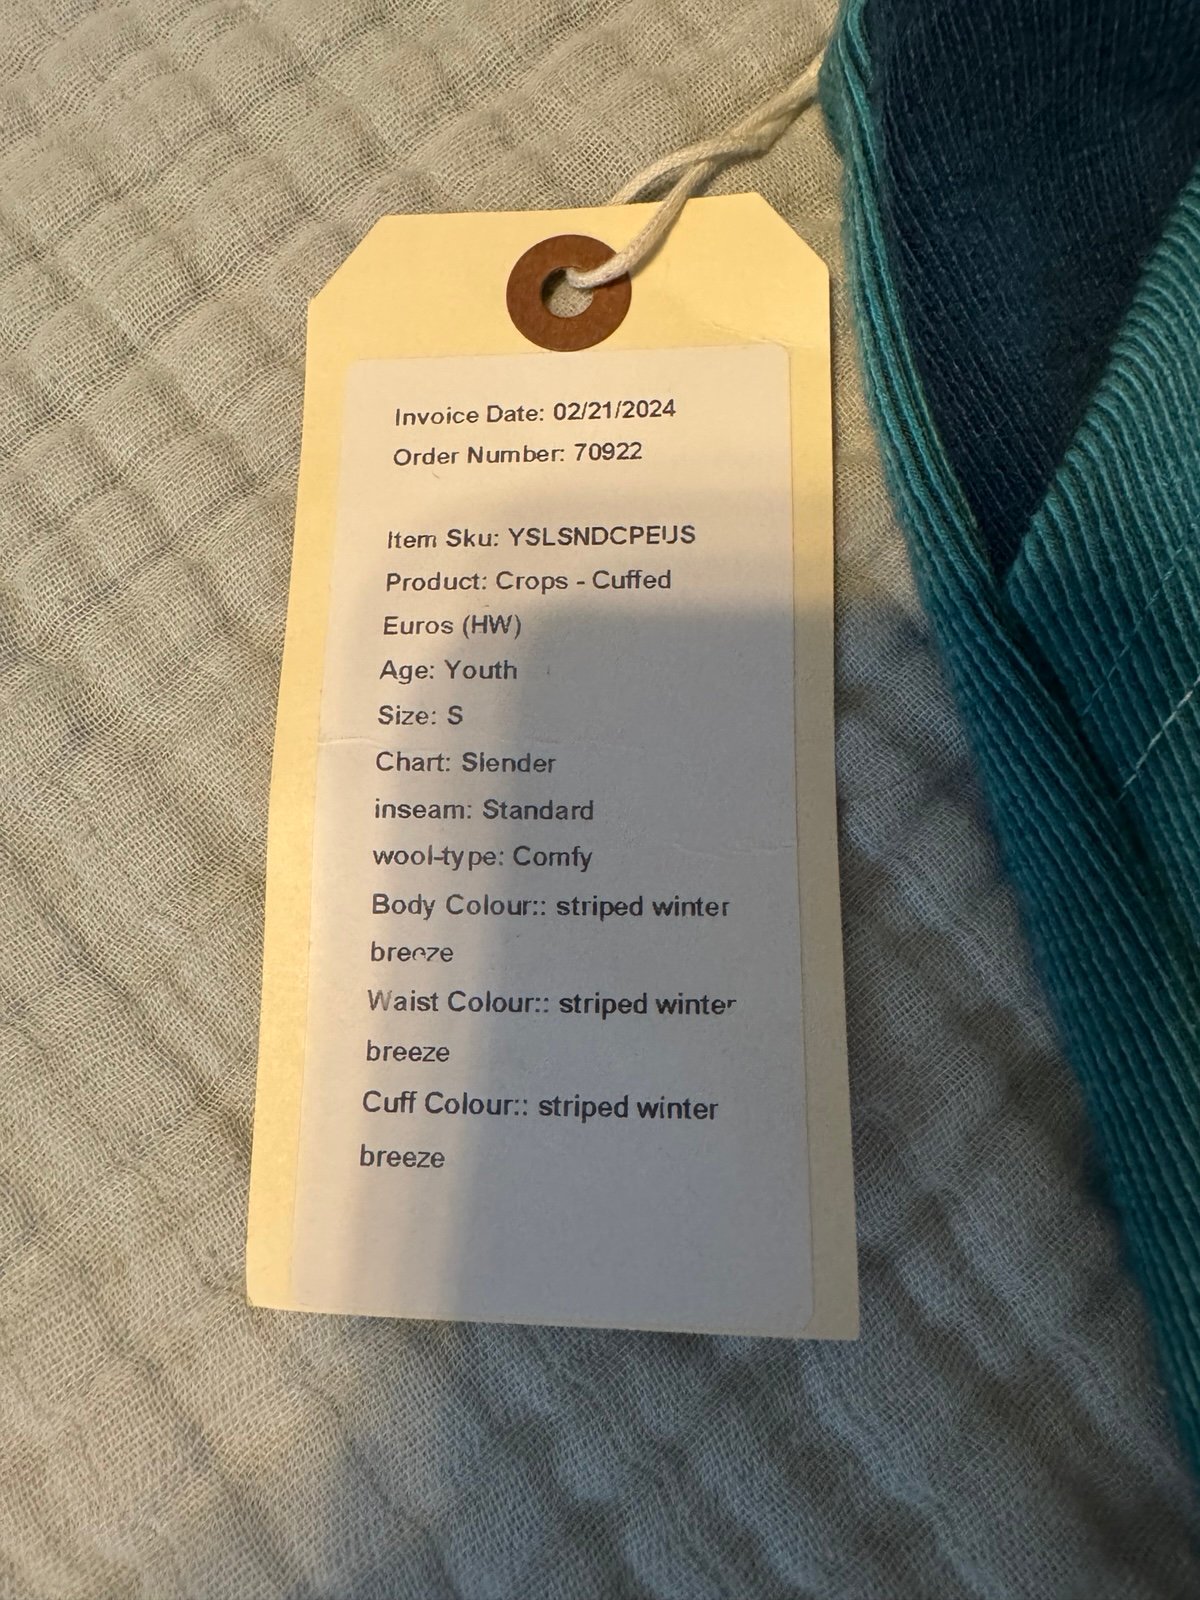 Invoice Date: 02/21/2024
Order Number: 70922
Item Sku: YSLSNDCPEUS
Product: Crops - Cuffed
Euros (HW)
Age: Youth
Size: S
Chart: Slender
inseam: Standard
wool-type: Comfy
Body Colour:: striped winter
breeze
Waist Colour:: striped winter
breeze
Cuff Colour:: striped winter
breeze